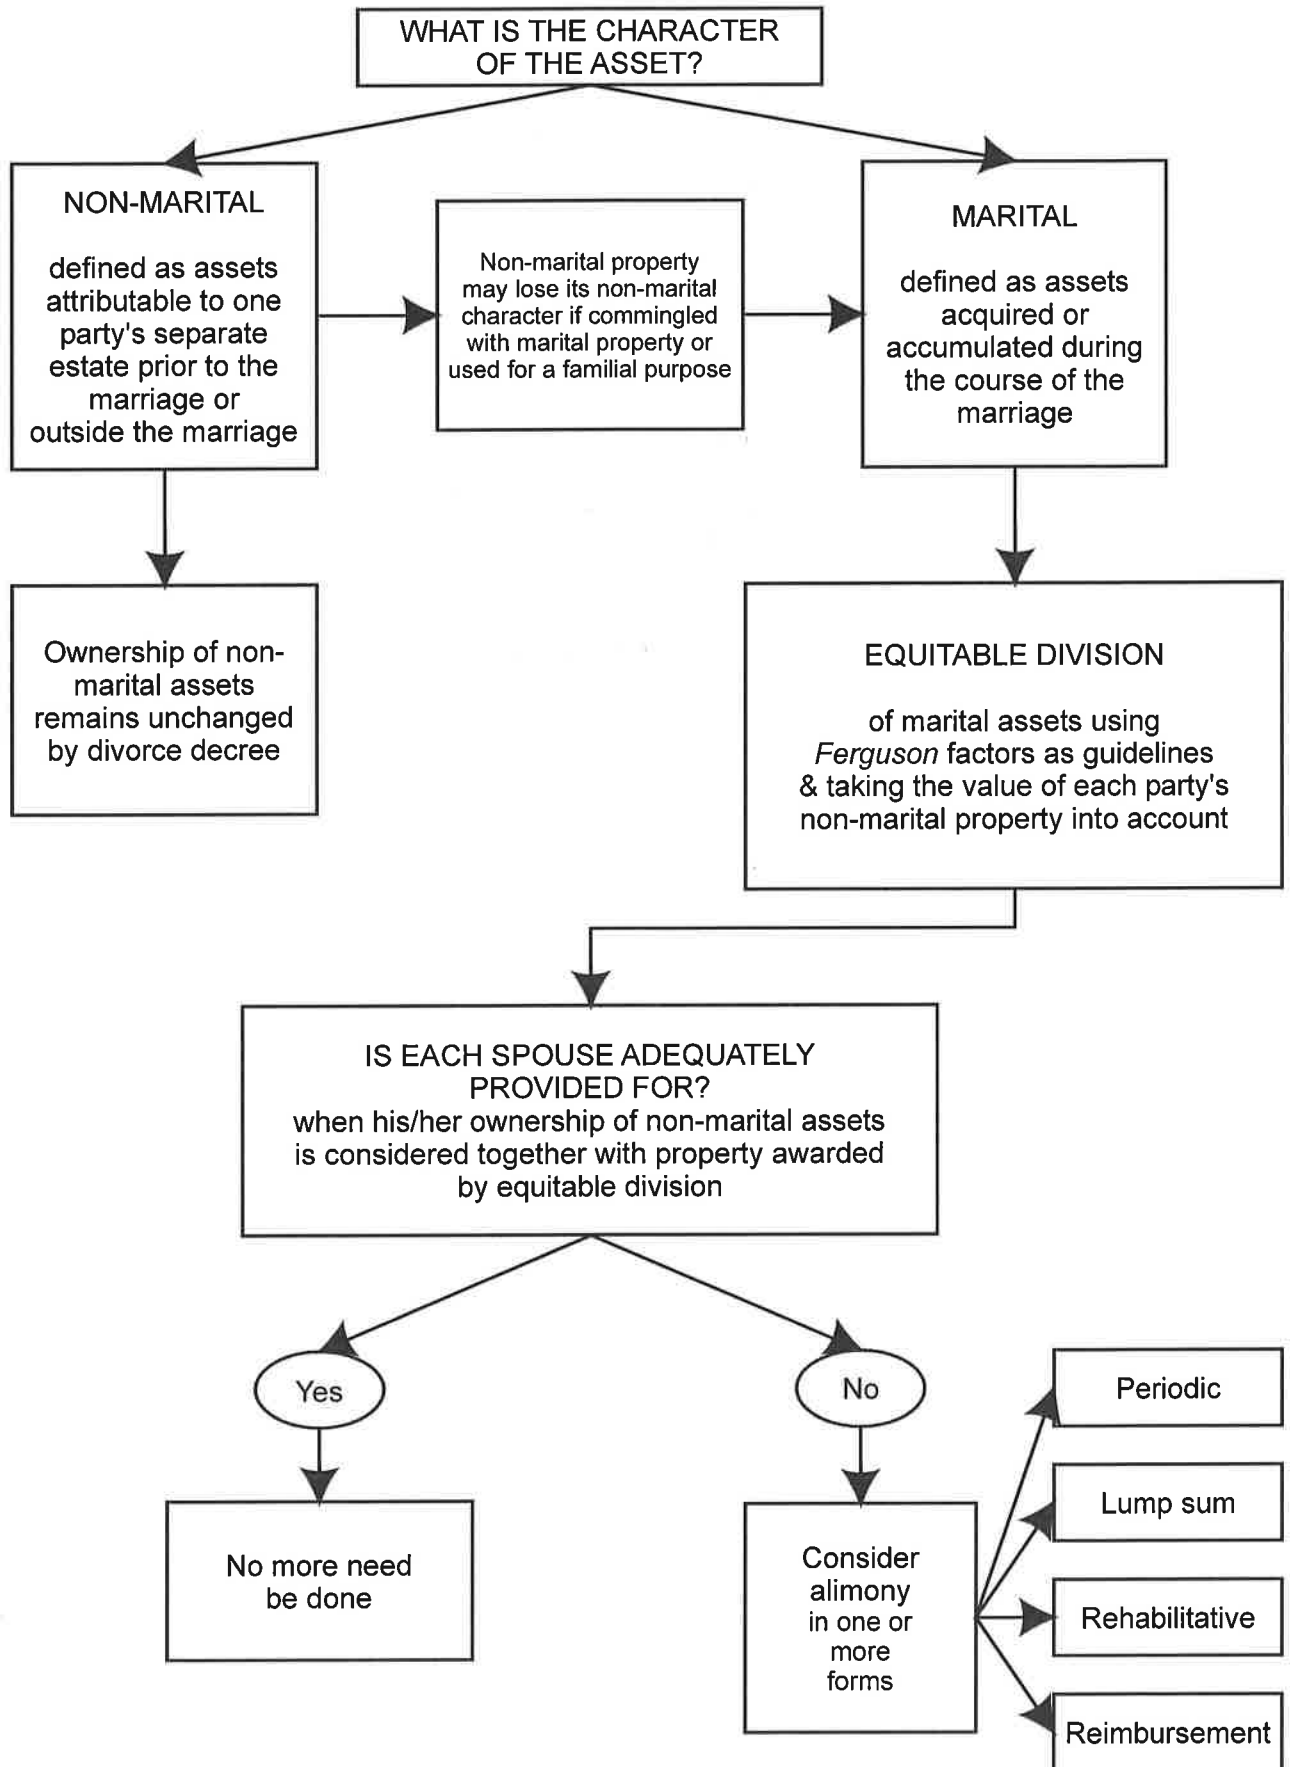 WHAT IS THE CHARACTER
OF THE ASSET?
NON-MARITAL
defined as assets
attributable to one
party's separate
estate prior to the
marriage or
outside the marriage
Non-marital property
may lose its non-marital
character if commingled
with marital property or
used for a familial purpose
MARITAL
defined as assets
acquired or
accumulated during
the course of the
marriage
Ownership of non-
marital assets
remains unchanged
by divorce decree
EQUITABLE DIVISION
of marital assets using
Ferguson factors as guidelines
& taking the value of each party's
non-marital property into account
IS EACH SPOUSE ADEQUATELY
PROVIDED FOR?
when his/her ownership of non-marital assets
is considered together with property awarded
by equitable division
Yes
No
No more need
be done
Consider
alimony
in one or
more
forms
Periodic
Lump sum
Rehabilitative
Reimbursement